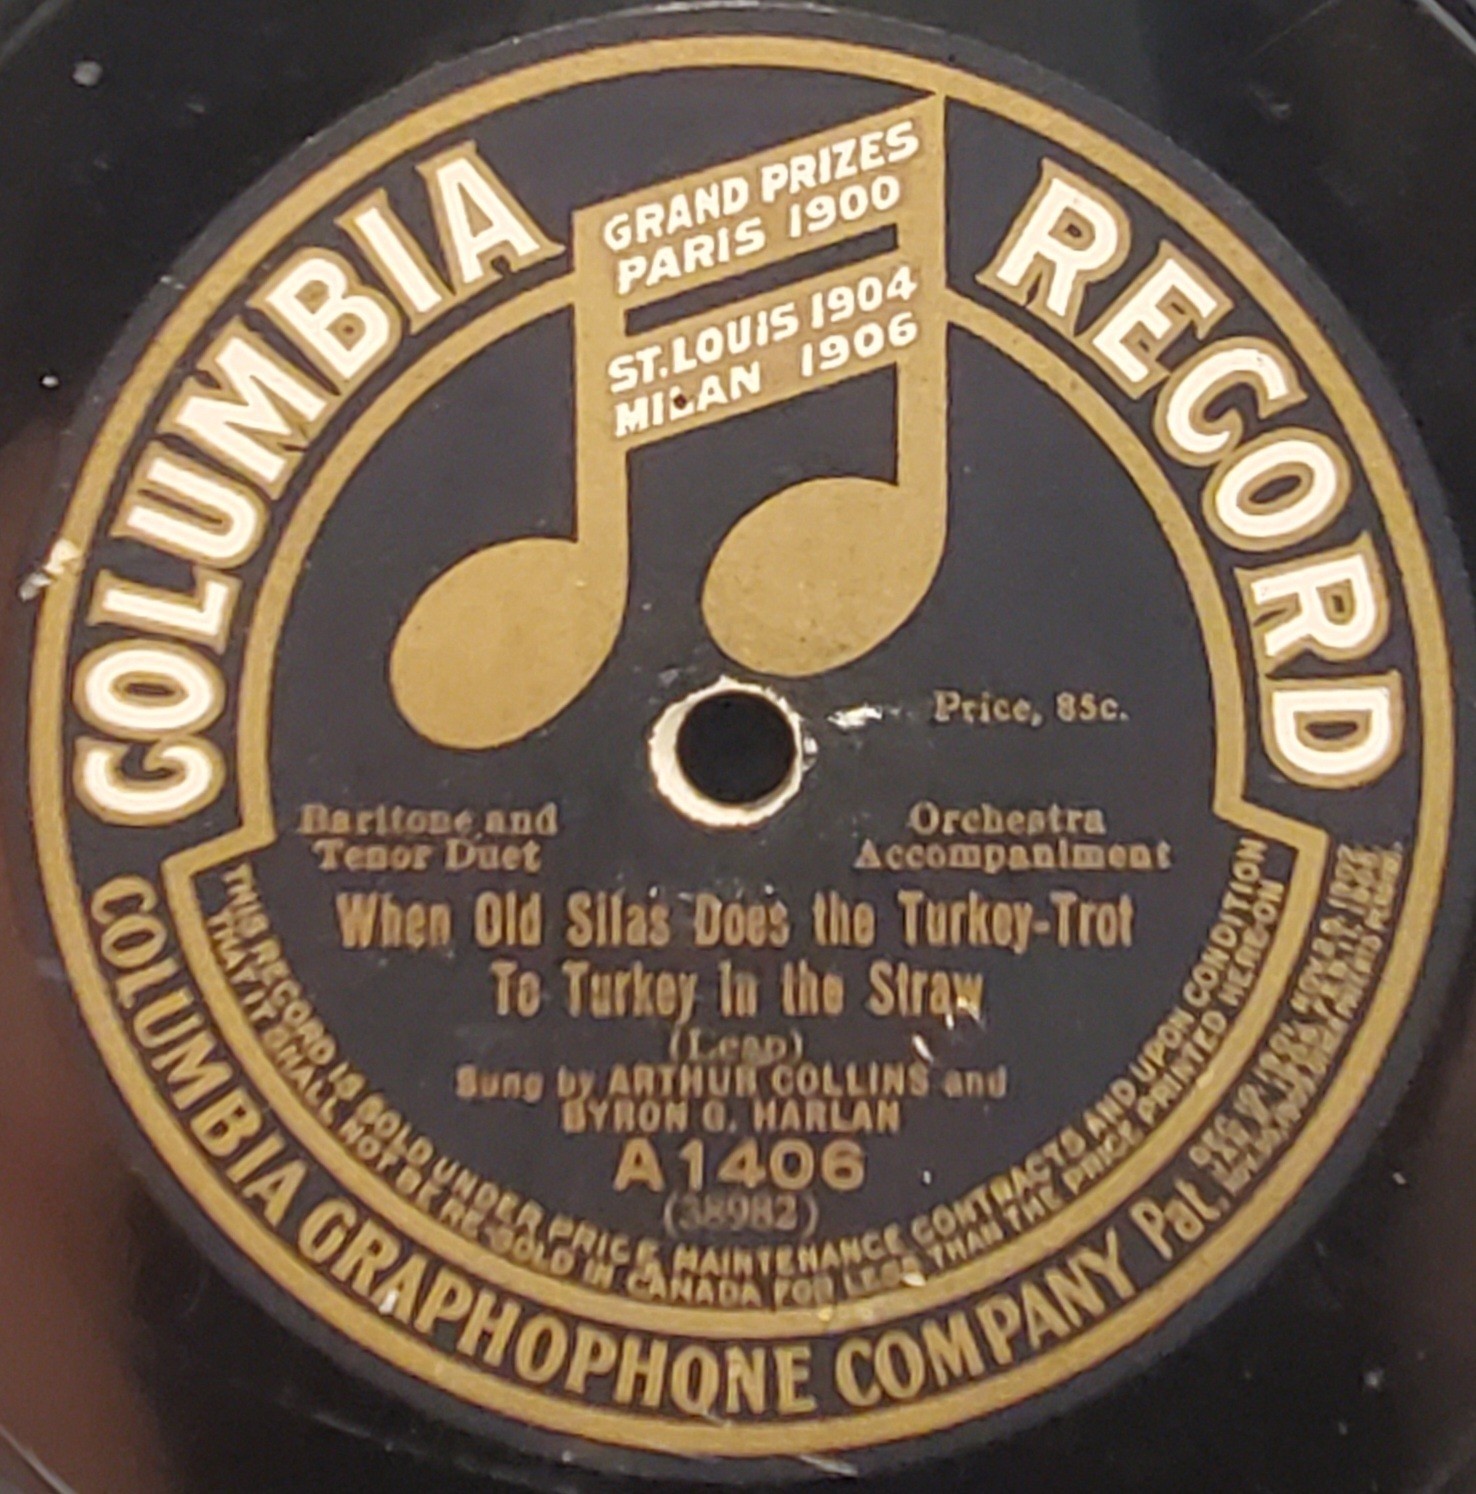 COLUMBIA RECORD
GRAND PRIZES
PARIS 1900
ST. LOUIS 1904
MILAN 1906
Price, 85c.
Baritone and
Tenor Duet
Orchestra
Accompaniment
When Old Silas Does the Turkey-Trot
To Turkey in the Straw
(Leap)
Sung by ARTHUR COLLINS and
BYRON G. HARLAN
A1406
(38982)
THIS RECORD IS SOLD UNDER PRICE MAINTENANCE CONTRACTS AND UPON CONDITION
THAT IT SHALL NOT BE RE-SOLD IN CANADA FOR LESS THAN THE PRICE PRINTED HERE-ON
COLUMBIA GRAPHOPHONE COMPANY Pat.